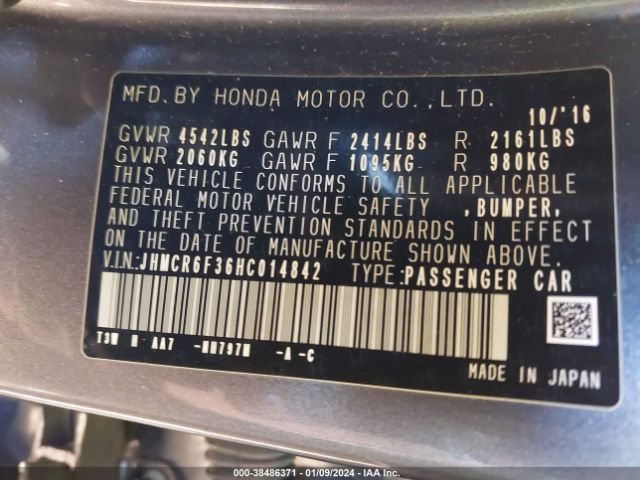 MFD.BY HONDA MOTOR CO.,LTD.
10/'16
GVWR 4542LBS GAWR F 2414LBS R 2161LBS
GVWR 2060KG GAWR F 1095KG R 980KG
THIS VEHICLE CONFORMS TO ALL APPLICABLE
FEDERAL MOTOR VEHICLE SAFETY ,BUMPER,
AND THEFT PREVENTION STANDARDS IN EFFECT
ON THE DATE OF MANUFACTURE SHOWN ABOVE.
V.I.N.:JHMCR6F36HC014842 TYPE:PASSENGER CAR
AA7 -NH797M -A -C
MADE IN JAPAN
000-38486371 - 01/09/2024 - IAA Inc.